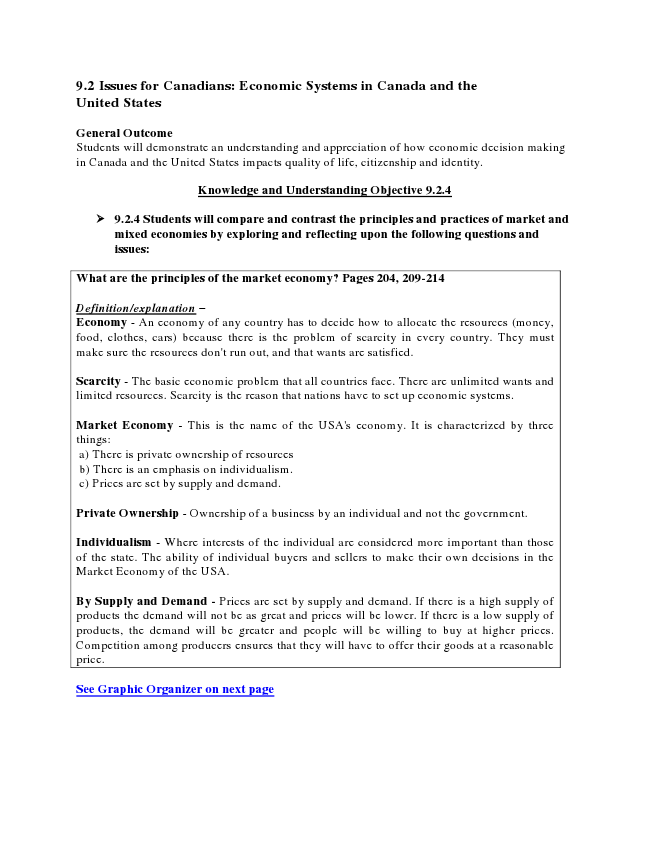 9.2 Issues for Canadians: Economic Systems in Canada and the
United States
General Outcome
Students will demonstrate an understanding and appreciation of how economic decision making
in Canada and the United States impacts quality of life, citizenship and identity.
Knowledge and Understanding Objective 9.2.4
➢ 9.2.4 Students will compare and contrast the principles and practices of market and
mixed economies by exploring and reflecting upon the following questions and
issues:
What are the principles of the market economy? Pages 204, 209-214
Definition/explanation –
Economy - An economy of any country has to decide how to allocate the resources (money,
food, clothes, cars) because there is the problem of scarcity in every country. They must
make sure the resources don't run out, and that wants are satisfied.
Scarcity - The basic economic problem that all countries face. There are unlimited wants and
limited resources. Scarcity is the reason that nations have to set up economic systems.
Market Economy - This is the name of the USA's economy. It is characterized by three
things:
a) There is private ownership of resources
b) There is an emphasis on individualism.
c) Prices are set by supply and demand.
Private Ownership - Ownership of a business by an individual and not the government.
Individualism - Where interests of the individual are considered more important than those
of the state. The ability of individual buyers and sellers to make their own decisions in the
Market Economy of the USA.
By Supply and Demand - Prices are set by supply and demand. If there is a high supply of
products the demand will not be as great and prices will be lower. If there is a low supply of
products, the demand will be greater and people will be willing to buy at higher prices.
Competition among producers ensures that they will have to offer their goods at a reasonable
price.
See Graphic Organizer on next page